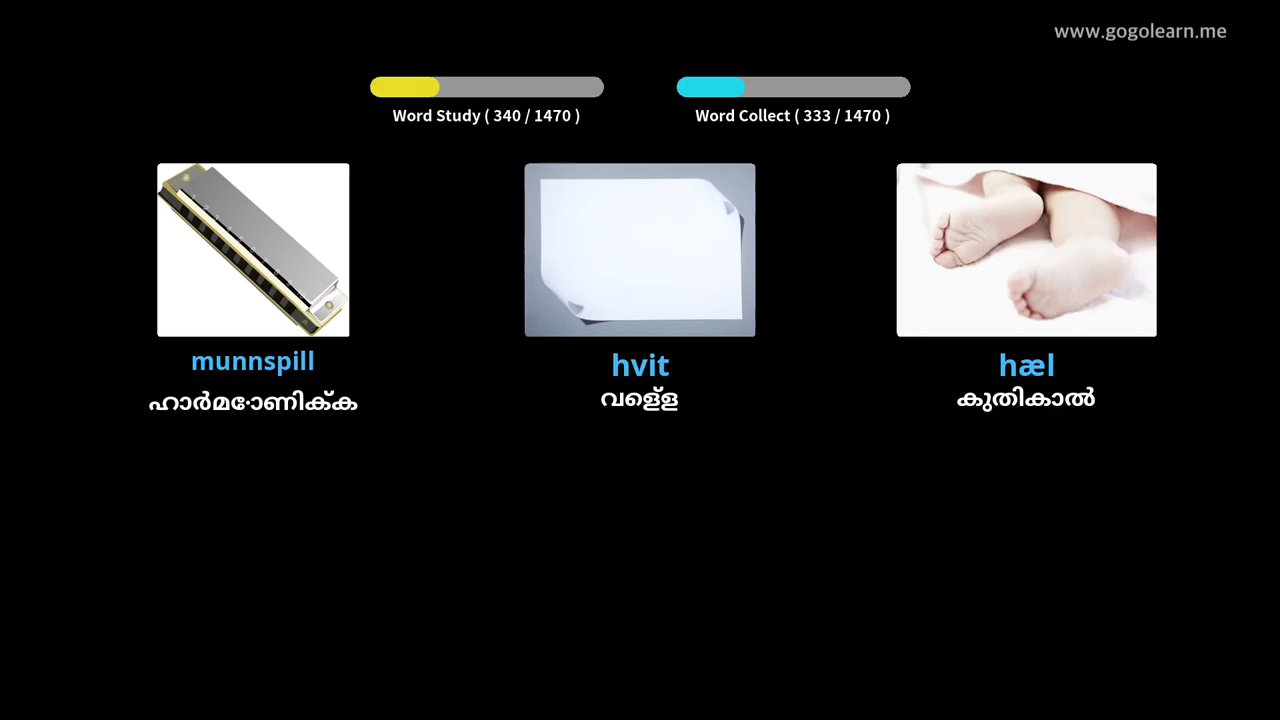 www.gogolearn.me
Word Study ( 340 / 1470 )
Word Collect ( 333 / 1470 )
munnspill
hvit
hæl
ഹാർമോണിക്ക
വെള്ള
കുതികാൽ